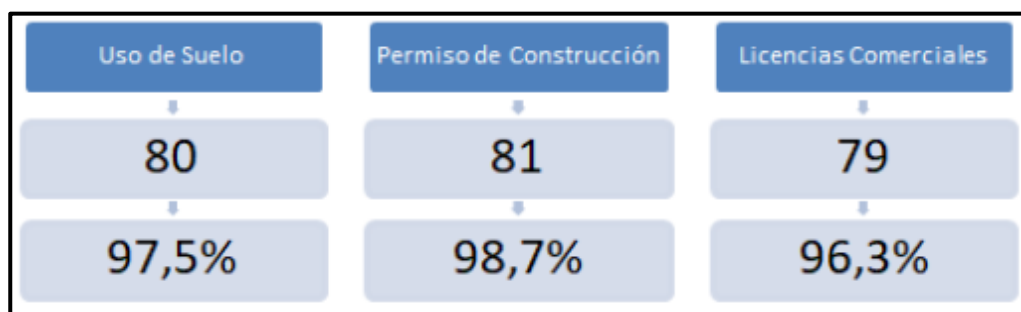 Uso de Suelo
80
97,5%
Permiso de Construcción
81
98,7%
Licencias Comerciales
79
96,3%